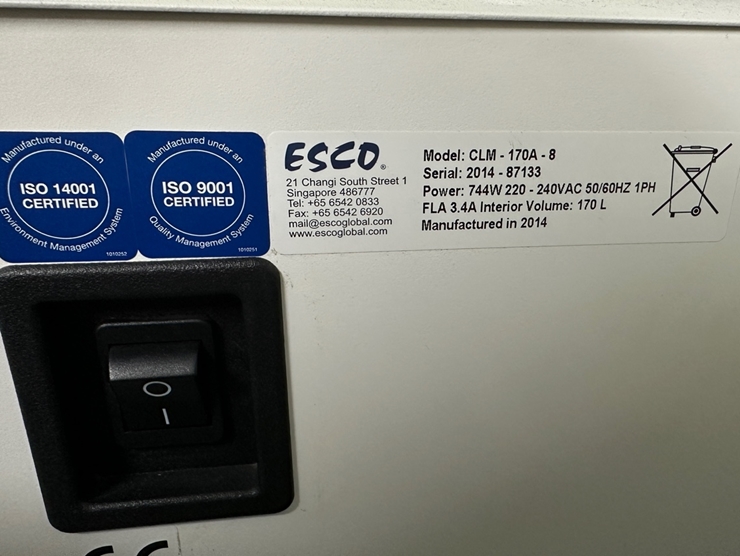 Manufactured under an
ISO 14001
CERTIFIED
Environment Management System
1010252
Manufactured under an
ISO 9001
CERTIFIED
Quality Management System
1010251
ESCO®
21 Changi South Street 1
Singapore 486777
Tel: +65 6542 0833
Fax: +65 6542 6920
mail@escoglobal.com
www.escoglobal.com
Model: CLM - 170A - 8
Serial: 2014 - 87133
Power: 744W 220 - 240VAC 50/60HZ 1PH
FLA 3.4A Interior Volume: 170 L
Manufactured in 2014
O
I